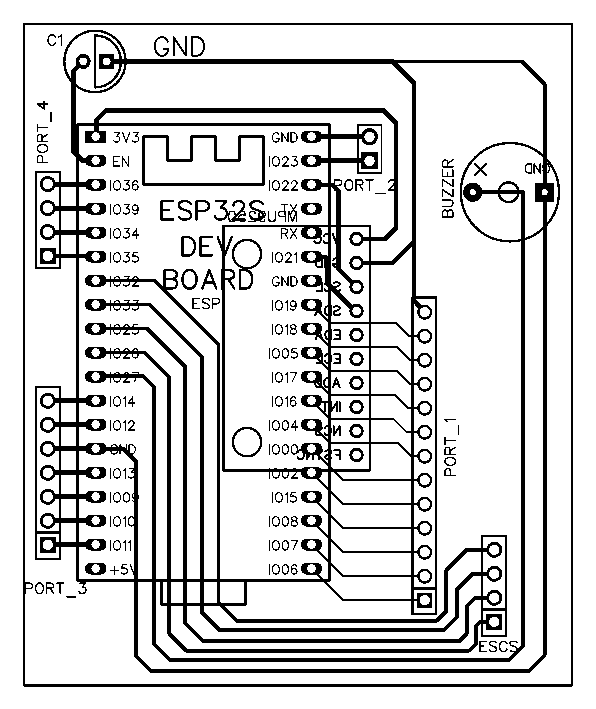 C1
GND
PORT_4
3V3
GND
EN
IO23
PORT_2
IO36
IO22
BUZZER
GND
IO39
ESP32S
TX
MPU9250
IO34
DEV
RX
VCC
IO35
BOARD
IO21
GND
IO32
GND
SCL
ESP
IO33
IO19
SDA
IO25
IO18
EDA
IO26
IO05
ECL
IO27
IO17
ADD
IO14
IO16
INT
IO12
IO04
NCS
PORT_1
GND
IO00
FSYNC
IO13
IO02
IO09
IO15
IO10
IO08
IO11
IO07
+5V
IO06
PORT_3
ESCS